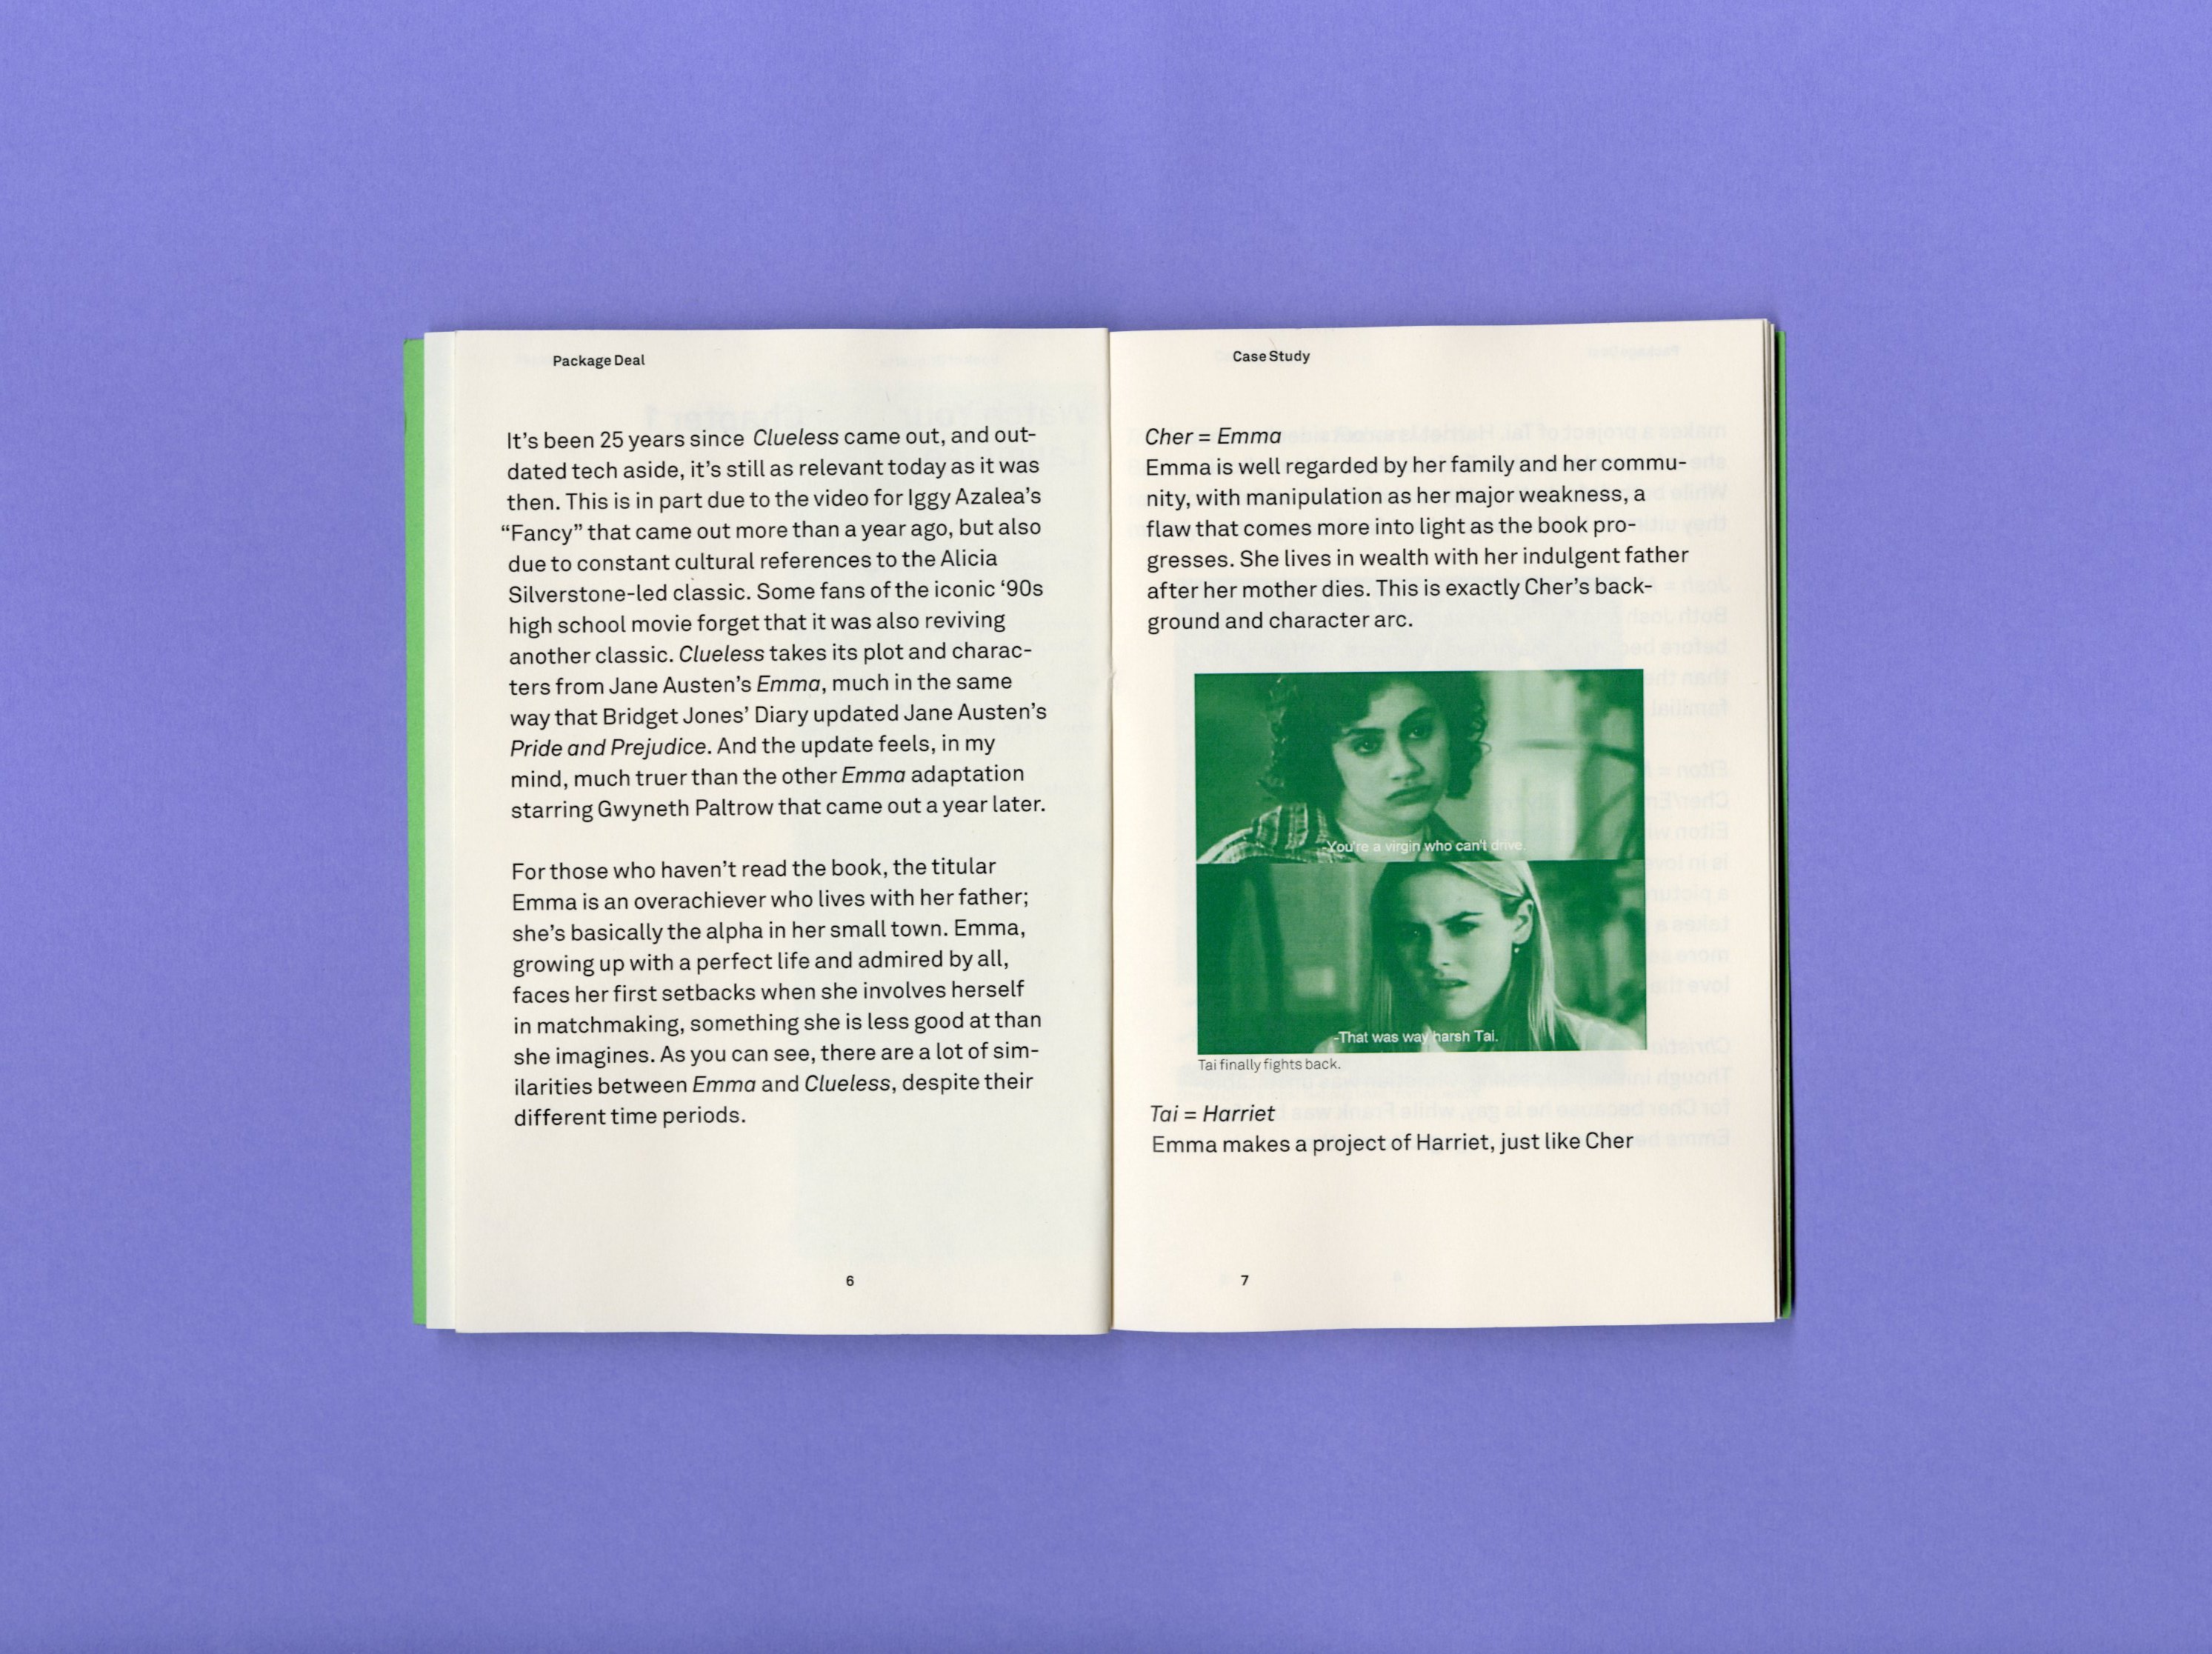 Package Deal
It's been 25 years since Clueless came out, and out-
dated tech aside, it's still as relevant today as it was
then. This is in part due to the video for Iggy Azalea's
“Fancy” that came out more than a year ago, but also
due to constant cultural references to the Alicia
Silverstone-led classic. Some fans of the iconic ‘90s
high school movie forget that it was also reviving
another classic. Clueless takes its plot and charac-
ters from Jane Austen's Emma, much in the same
way that Bridget Jones' Diary updated Jane Austen's
Pride and Prejudice. And the update feels, in my
mind, much truer than the other Emma adaptation
starring Gwyneth Paltrow that came out a year later.
For those who haven't read the book, the titular
Emma is an overachiever who lives with her father;
she's basically the alpha in her small town. Emma,
growing up with a perfect life and admired by all,
faces her first setbacks when she involves herself
in matchmaking, something she is less good at than
she imagines. As you can see, there are a lot of sim-
ilarities between Emma and Clueless, despite their
different time periods.
6
Case Study
Cher = Emma
Emma is well regarded by her family and her commu-
nity, with manipulation as her major weakness, a
flaw that comes more into light as the book pro-
gresses. She lives in wealth with her indulgent father
after her mother dies. This is exactly Cher's back-
ground and character arc.
You're a virgin who can't drive.
-That was way harsh Tai.
Tai finally fights back.
Tai = Harriet
Emma makes a project of Harriet, just like Cher
7